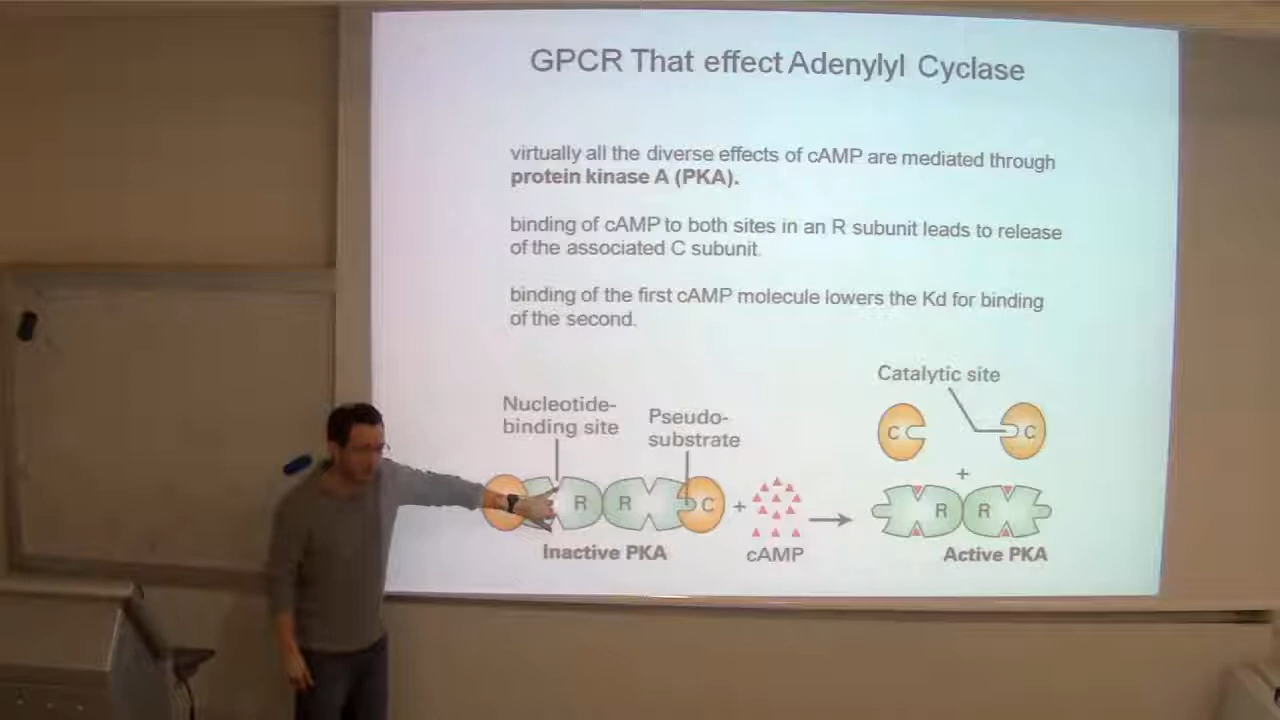 GPCR That effect Adenylyl Cyclase
virtually all the diverse effects of cAMP are mediated through
protein kinase A (PKA).
binding of cAMP to both sites in an R subunit leads to release
of the associated C subunit.
binding of the first cAMP molecule lowers the Kd for binding
of the second.
Catalytic site
Nucleotide-
binding site
Pseudo-
substrate
C
C
+
R
R
C
+
R
R
Inactive PKA
cAMP
Active PKA